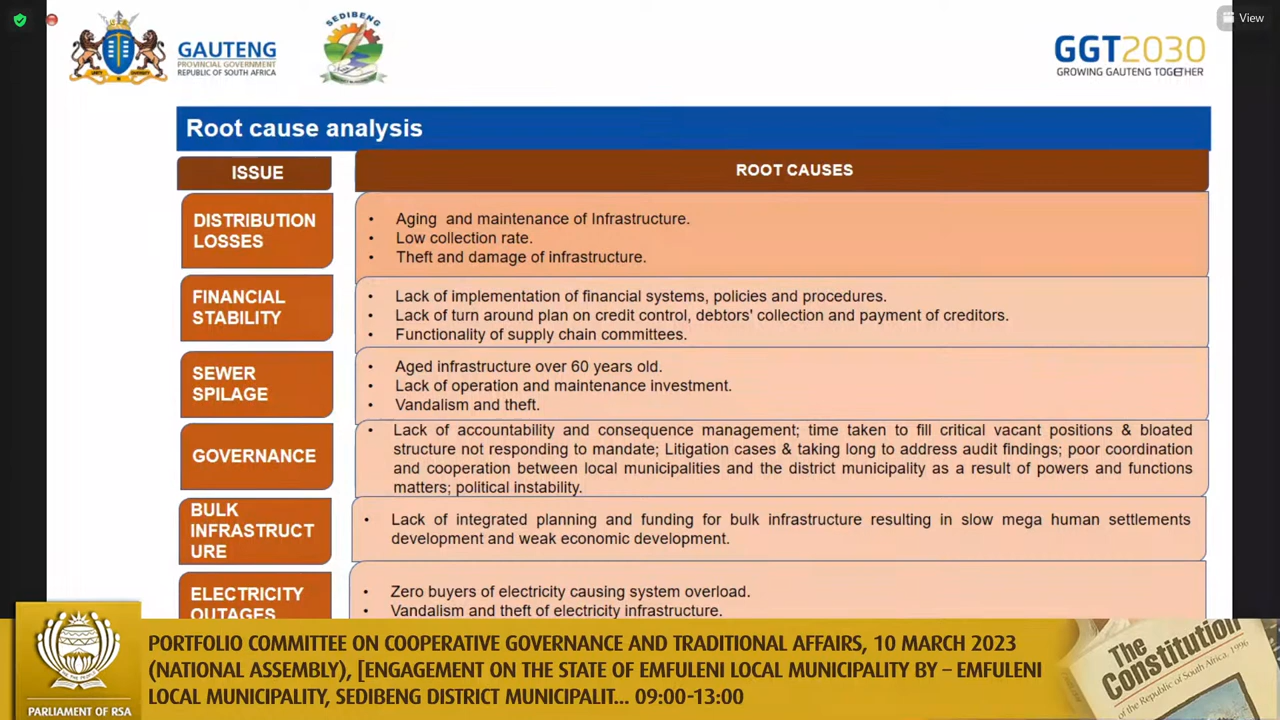 View
GAUTENG
PROVINCIAL GOVERNMENT
REPUBLIC OF SOUTH AFRICA
SEDIBENG
GGT2030
GROWING GAUTENG TOGETHER
Root cause analysis
ISSUE
ROOT CAUSES
DISTRIBUTION
LOSSES
• Aging and maintenance of Infrastructure.
• Low collection rate.
• Theft and damage of infrastructure.
FINANCIAL
STABILITY
• Lack of implementation of financial systems, policies and procedures.
• Lack of turn around plan on credit control, debtors' collection and payment of creditors.
• Functionality of supply chain committees.
SEWER
SPILAGE
• Aged infrastructure over 60 years old.
• Lack of operation and maintenance investment.
• Vandalism and theft.
GOVERNANCE
• Lack of accountability and consequence management; time taken to fill critical vacant positions & bloated
structure not responding to mandate; Litigation cases & taking long to address audit findings; poor coordination
and cooperation between local municipalities and the district municipality as a result of powers and functions
matters; political instability.
BULK
INFRASTRUCT
URE
• Lack of integrated planning and funding for bulk infrastructure resulting in slow mega human settlements
development and weak economic development.
ELECTRICITY
OUTAGES
• Zero buyers of electricity causing system overload.
• Vandalism and theft of electricity infrastructure.
PORTFOLIO COMMITTEE ON COOPERATIVE GOVERNANCE AND TRADITIONAL AFFAIRS, 10 MARCH 2023
(NATIONAL ASSEMBLY), [ENGAGEMENT ON THE STATE OF EMFULENI LOCAL MUNICIPALITY BY – EMFULENI
LOCAL MUNICIPALITY, SEDIBENG DISTRICT MUNICIPALIT... 09:00-13:00
PARLIAMENT OF RSA
The
Constitution
of the Republic of South Africa, 1996